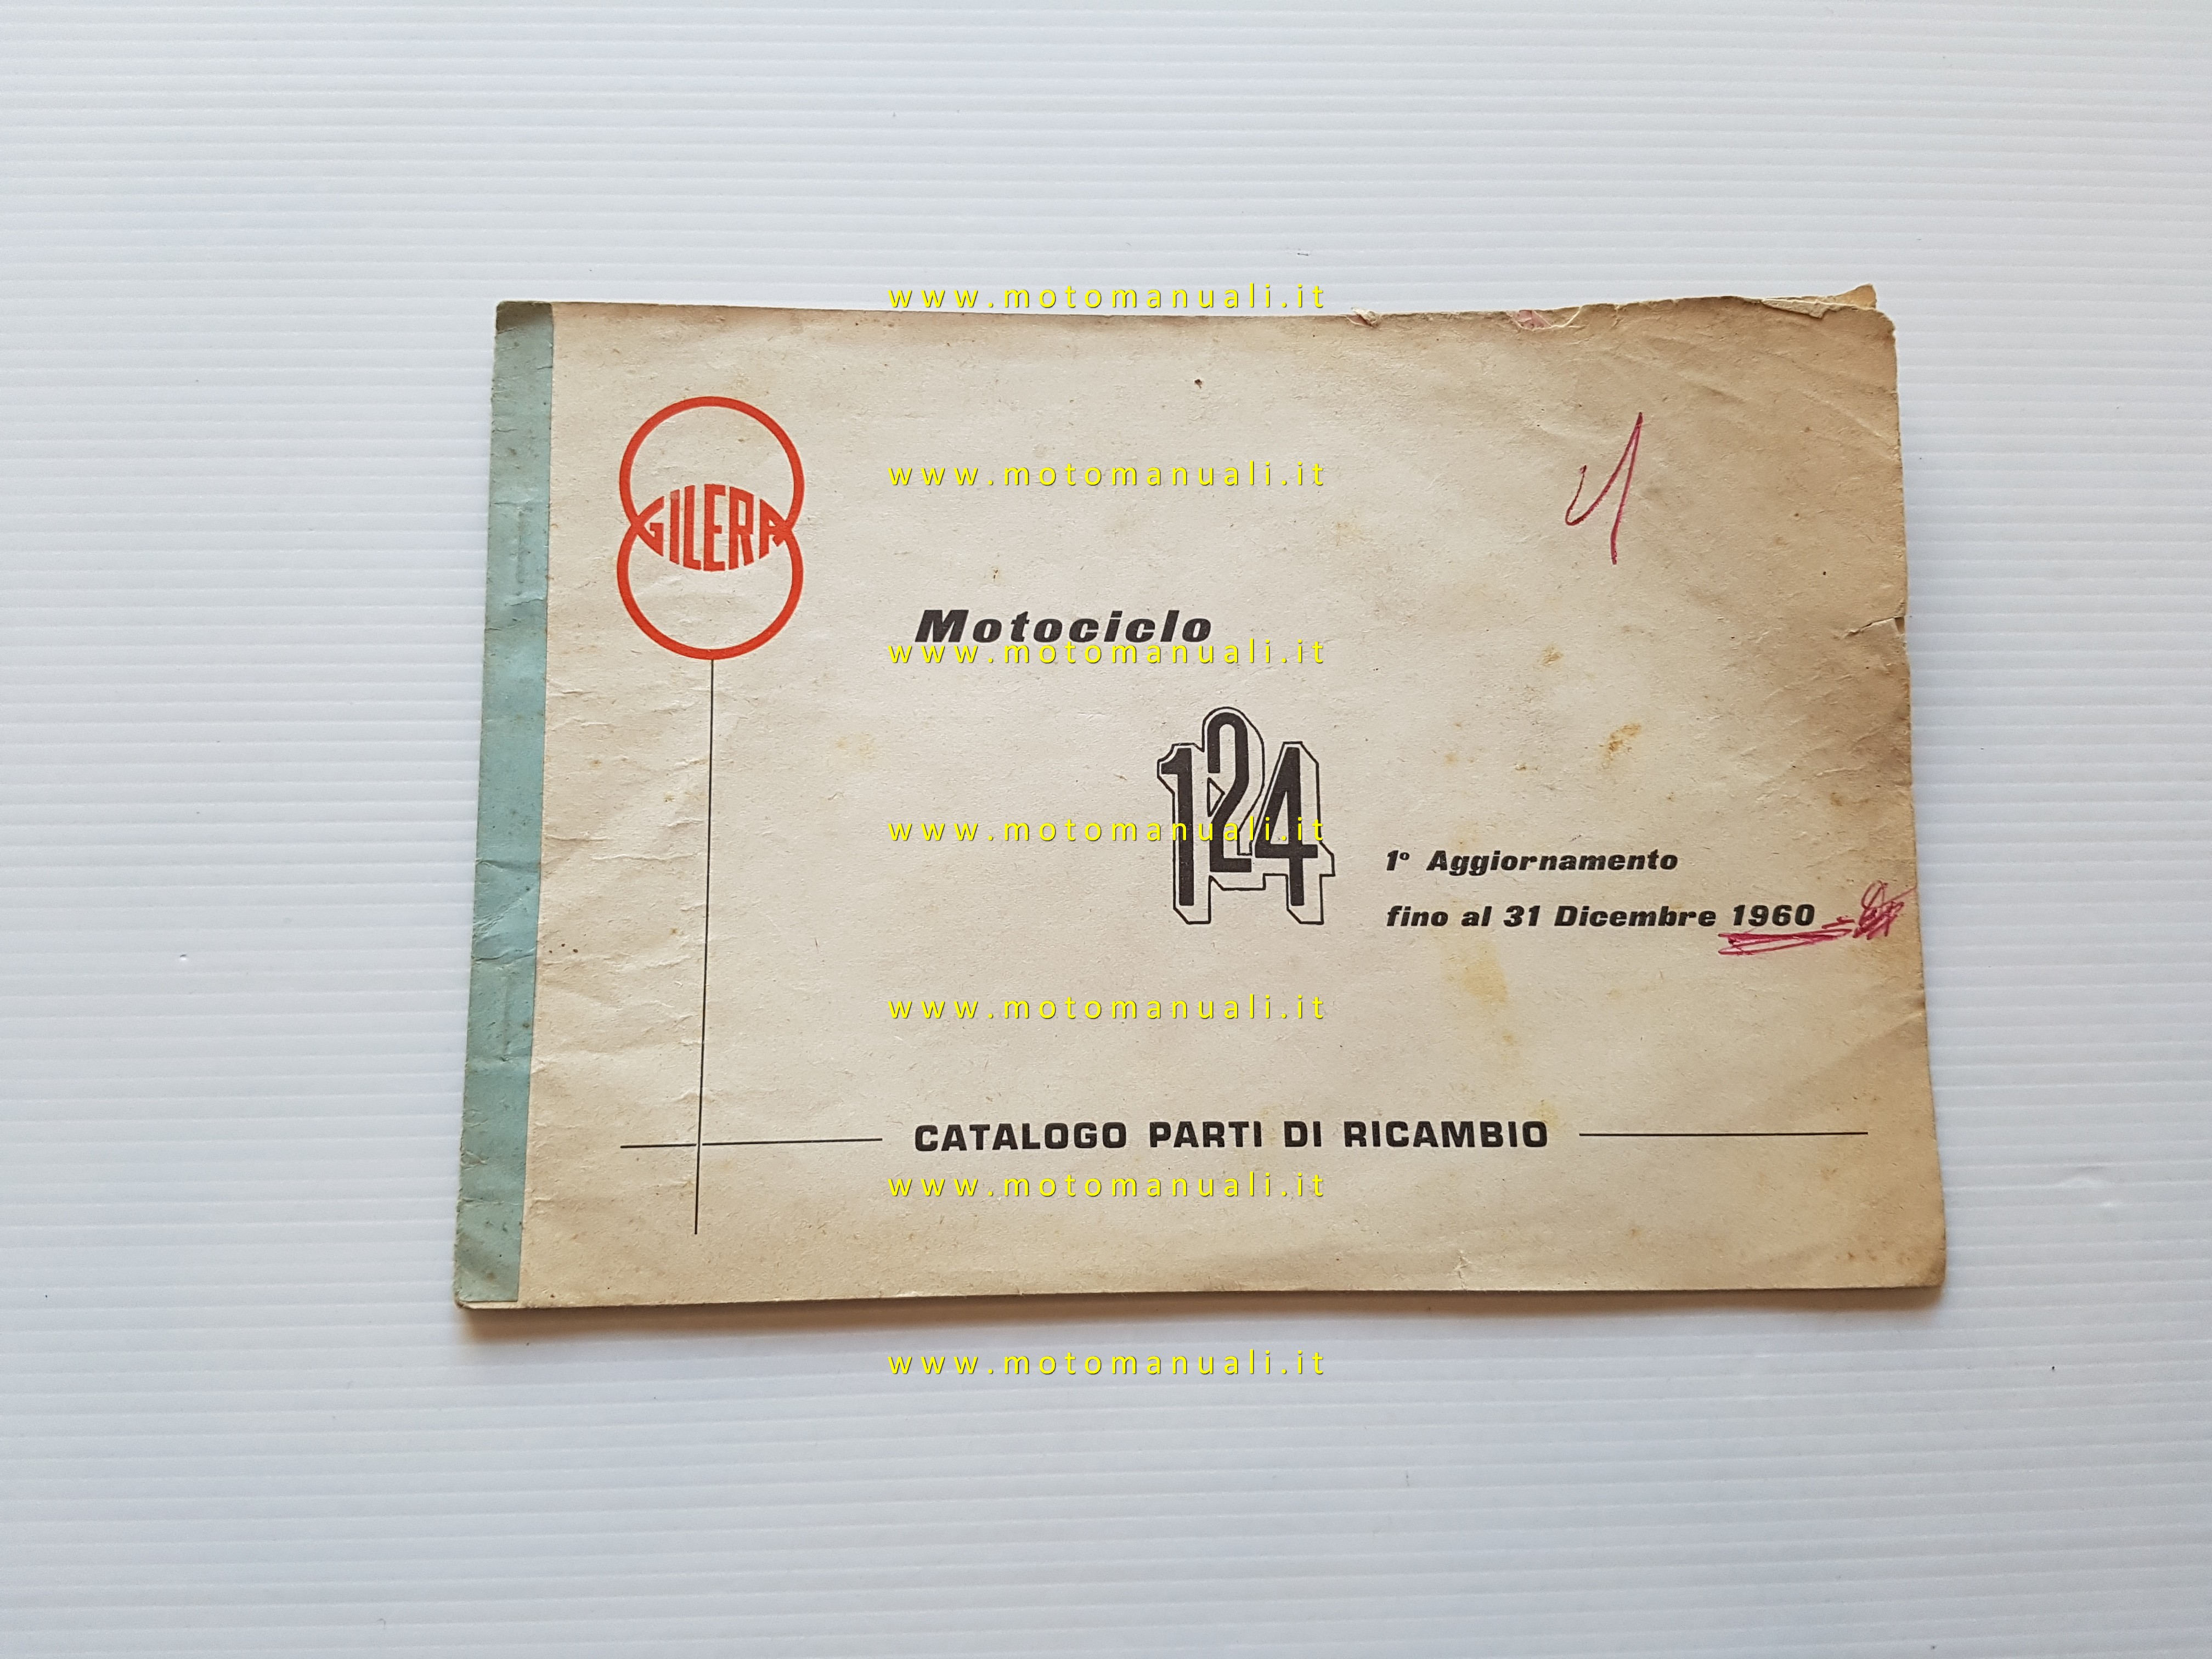 www.motomanuali.it
www.motomanuali.it
GILERA
Motociclo
www.motomanuali.it
124
www.motomanuali.it
1º Aggiornamento
fino al 31 Dicembre 1960
www.motomanuali.it
CATALOGO PARTI DI RICAMBIO
www.motomanuali.it
www.motomanuali.it